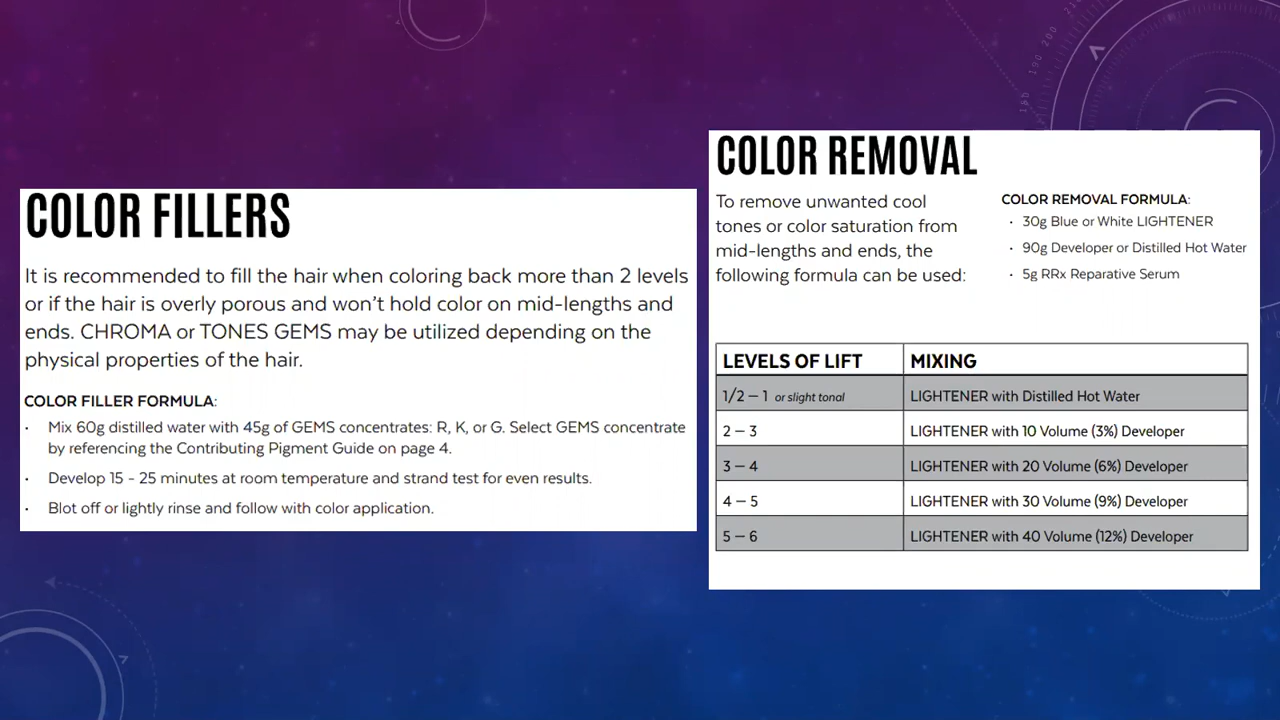 COLOR FILLERS
It is recommended to fill the hair when coloring back more than 2 levels
or if the hair is overly porous and won’t hold color on mid-lengths and
ends. CHROMA or TONES GEMS may be utilized depending on the
physical properties of the hair.
COLOR FILLER FORMULA:
· Mix 60g distilled water with 45g of GEMS concentrates: R, K, or G. Select GEMS concentrate
by referencing the Contributing Pigment Guide on page 4.
· Develop 15 - 25 minutes at room temperature and strand test for even results.
· Blot off or lightly rinse and follow with color application.
COLOR REMOVAL
To remove unwanted cool
tones or color saturation from
mid-lengths and ends, the
following formula can be used:
COLOR REMOVAL FORMULA:
· 30g Blue or White LIGHTENER
· 90g Developer or Distilled Hot Water
· 5g RRx Reparative Serum
LEVELS OF LIFT MIXING
1/2 – 1 or slight tonal LIGHTENER with Distilled Hot Water
2 – 3 LIGHTENER with 10 Volume (3%) Developer
3 – 4 LIGHTENER with 20 Volume (6%) Developer
4 – 5 LIGHTENER with 30 Volume (9%) Developer
5 – 6 LIGHTENER with 40 Volume (12%) Developer
160 190 200 210